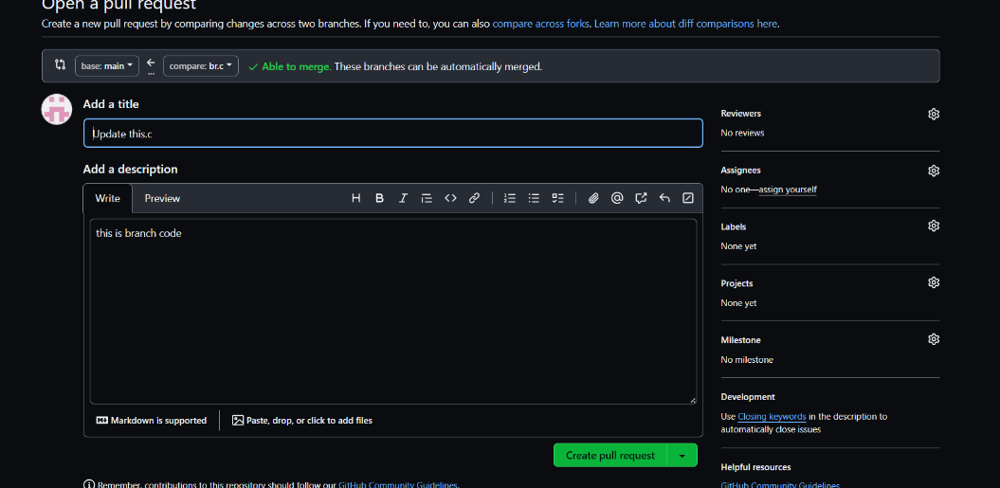 Open a pull request
Create a new pull request by comparing changes across two branches. If you need to, you can also compare across forks. Learn more about diff comparisons here.
base: main ← compare: br.c ✓ Able to merge. These branches can be automatically merged.
...
Add a title
Update this.c
Add a description
Write Preview H B I
this is branch code
Markdown is supported Paste, drop, or click to add files
Create pull request
Remember, contributions to this repository should follow our GitHub Community Guidelines.
Reviewers
No reviews
Assignees
No one—assign yourself
Labels
None yet
Projects
None yet
Milestone
No milestone
Development
Use Closing keywords in the description to
automatically close issues
Helpful resources
GitHub Community Guidelines